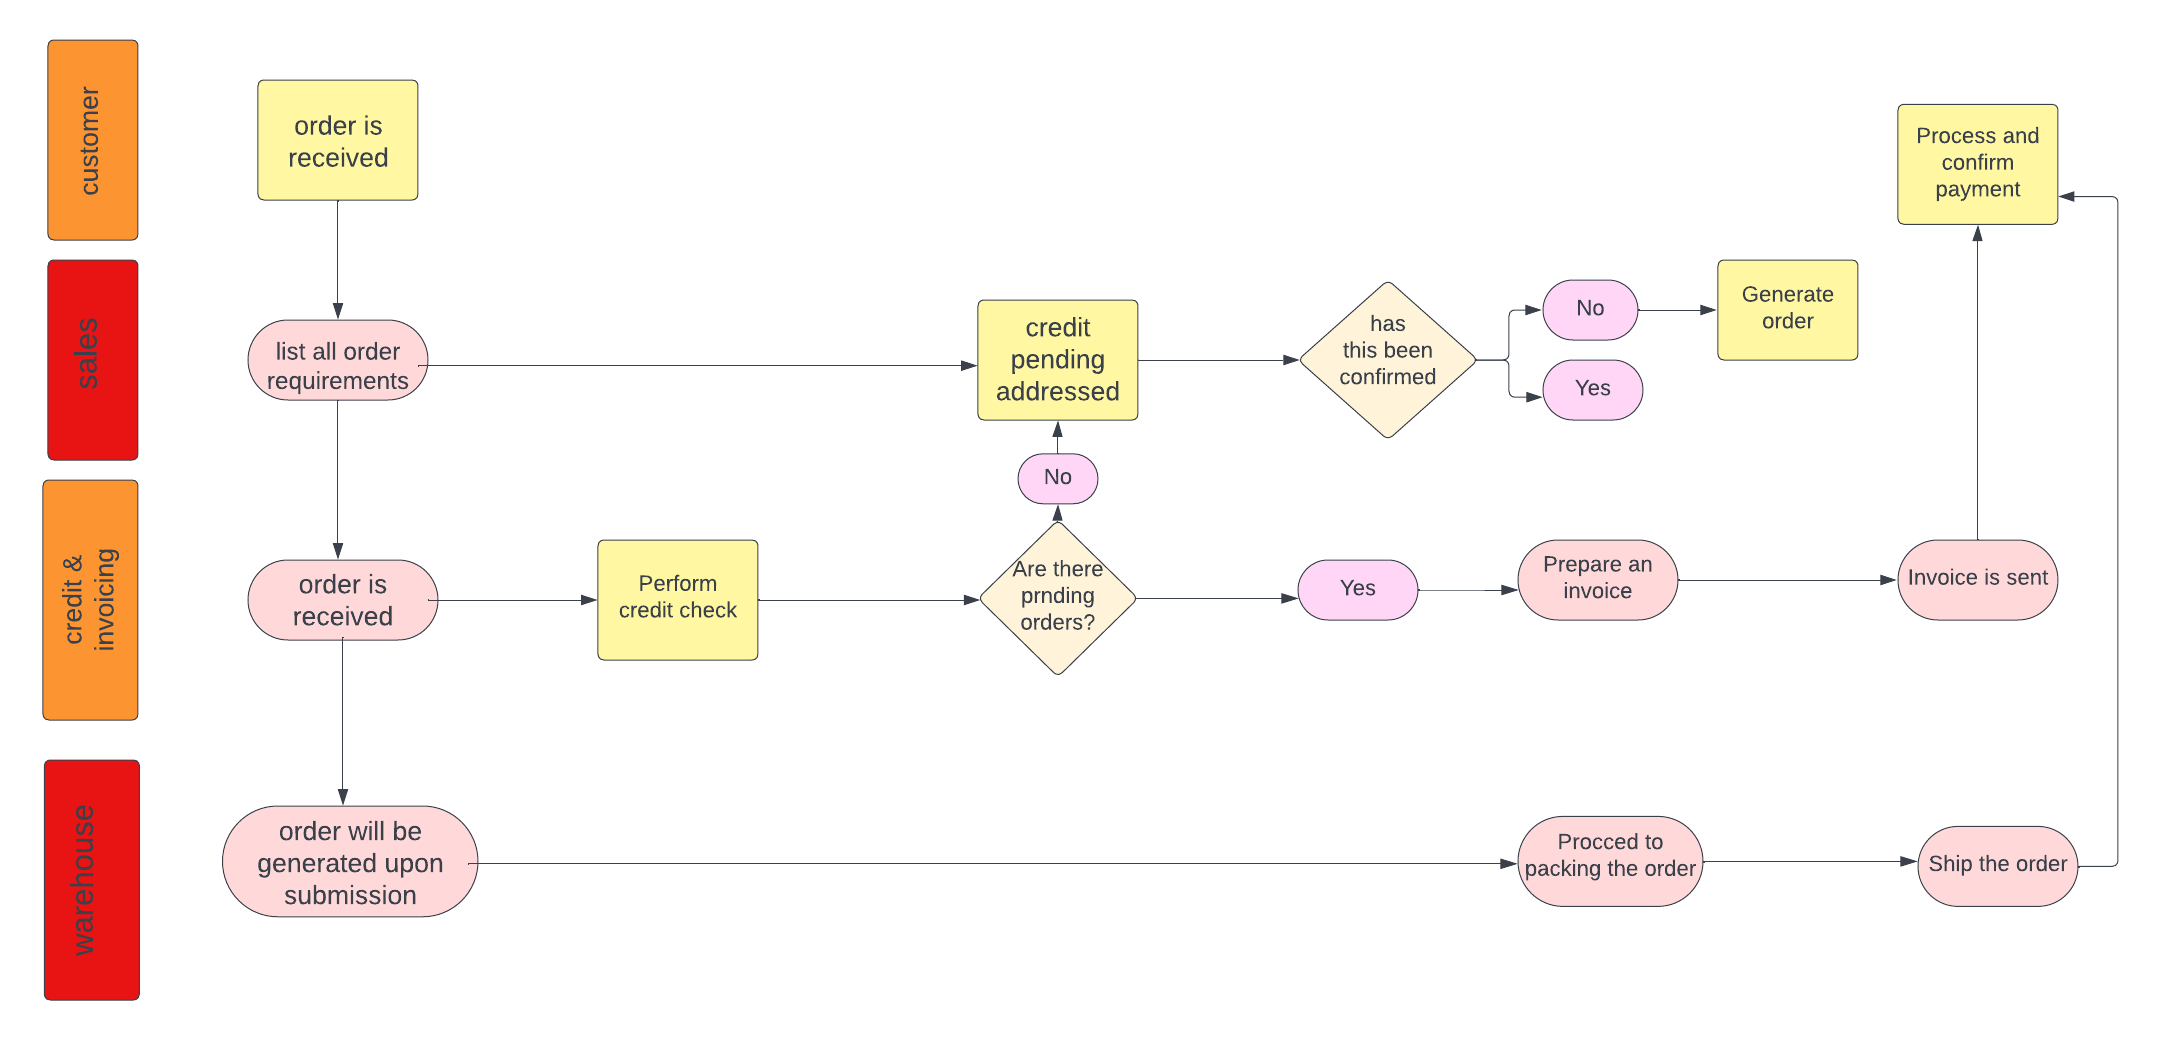 customer
order is
received
Process and
confirm
payment
sales
list all order
requirements
credit
pending
addressed
has
this been
confirmed
No
Yes
Generate
order
No
credit &
invoicing
order is
received
Perform
credit check
Are there
prnding
orders?
Yes
Prepare an
invoice
Invoice is sent
warehouse
order will be
generated upon
submission
Procced to
packing the order
Ship the order